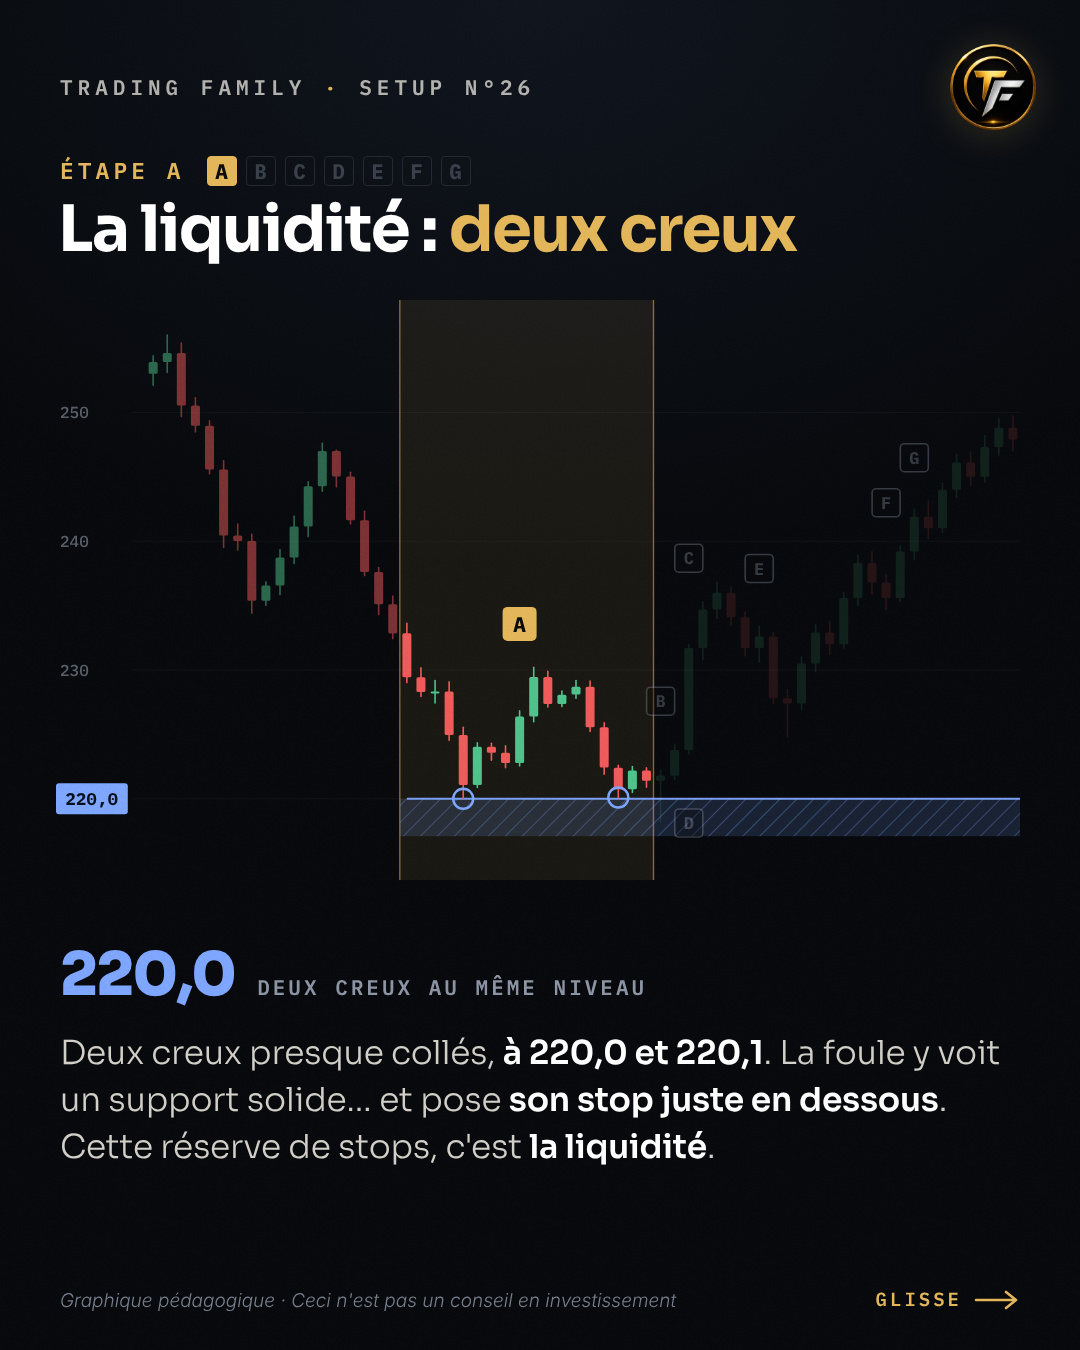 TRADING FAMILY · SETUP N°26
TF
ÉTAPE A A B C D E F G
La liquidité : deux creux
250
G
F
240
C
E
A
230
B
220,0
D
220,0 DEUX CREUX AU MÊME NIVEAU
Deux creux presque collés, à 220,0 et 220,1. La foule y voit
un support solide... et pose son stop juste en dessous.
Cette réserve de stops, c'est la liquidité.
Graphique pédagogique · Ceci n'est pas un conseil en investissement
GLISSE